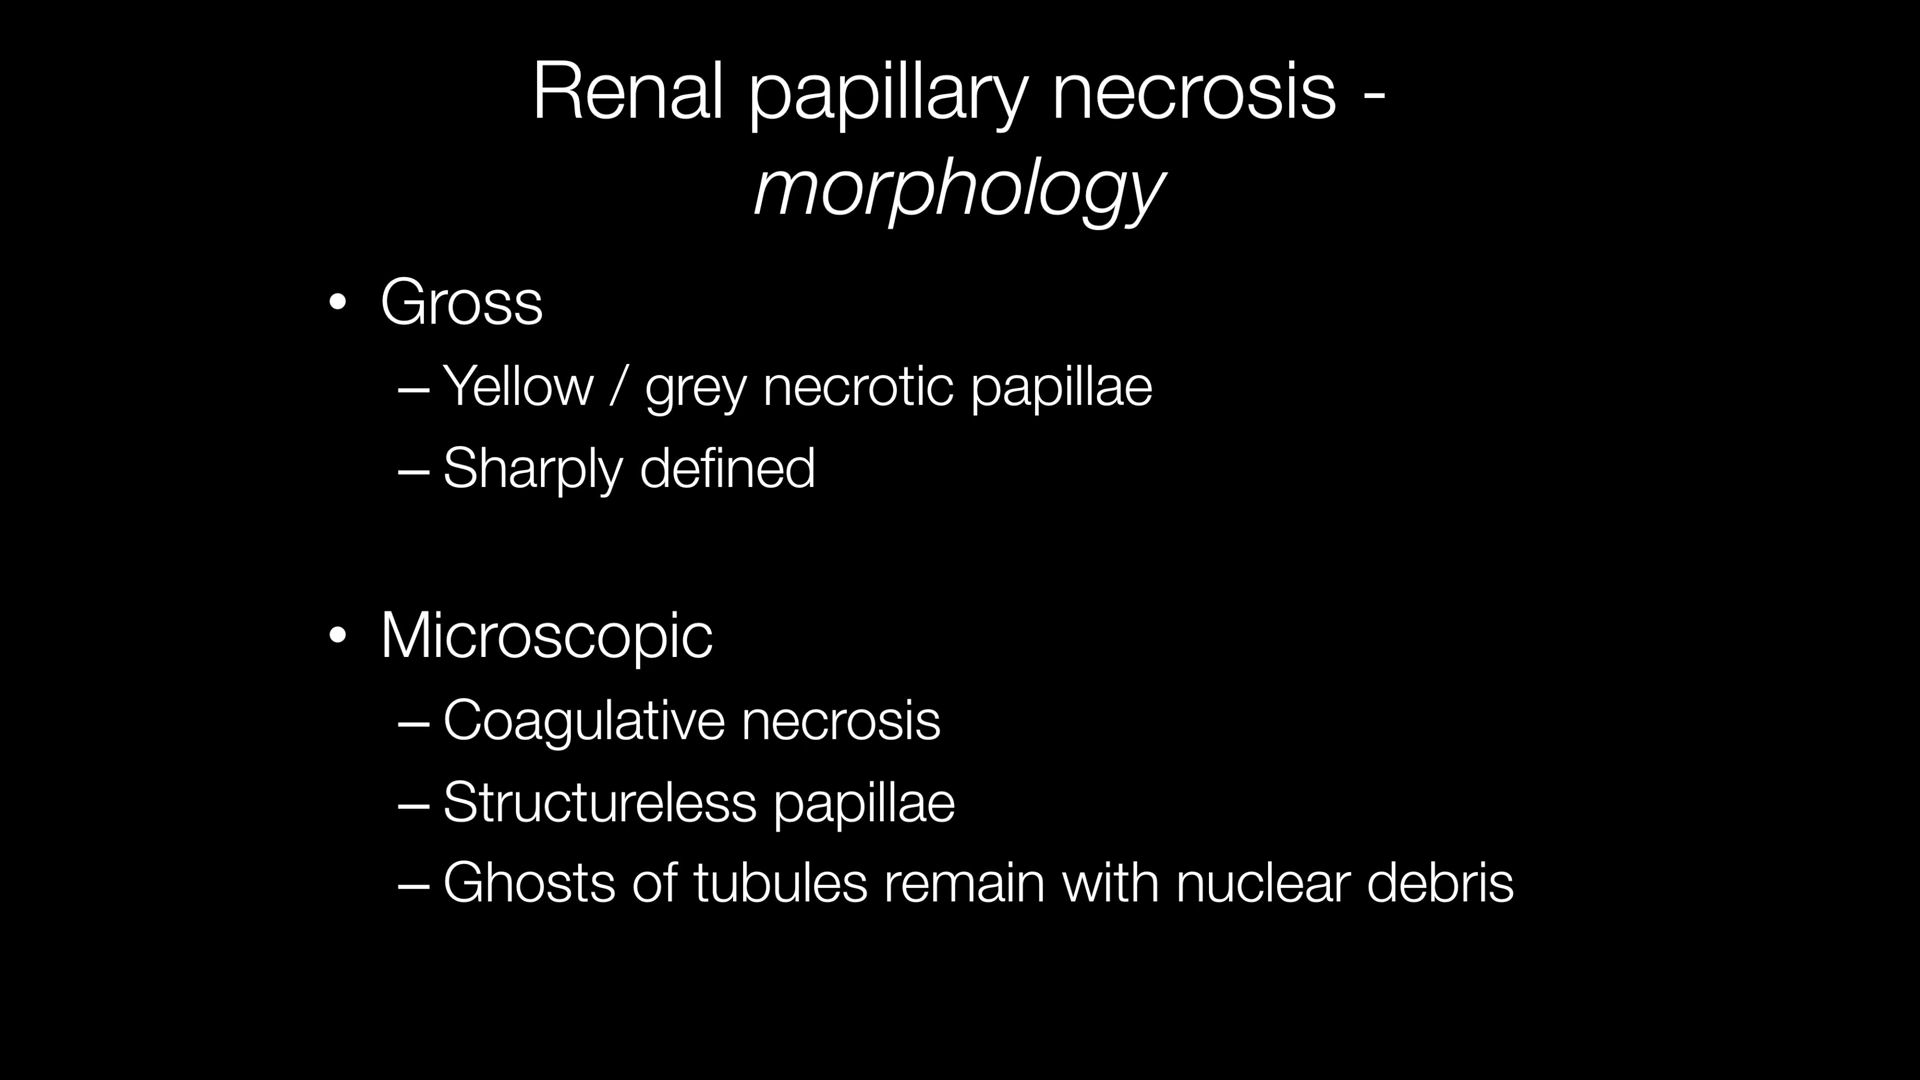 Renal papillary necrosis -
morphology
• Gross
– Yellow / grey necrotic papillae
– Sharply defined
• Microscopic
– Coagulative necrosis
– Structureless papillae
– Ghosts of tubules remain with nuclear debris